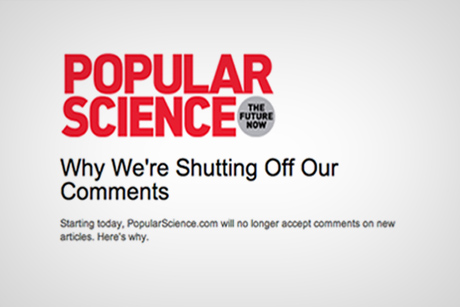 POPULAR
SCIENCE
THE
FUTURE
NOW
Why We're Shutting Off Our
Comments
Starting today, PopularScience.com will no longer accept comments on new
articles. Here's why.